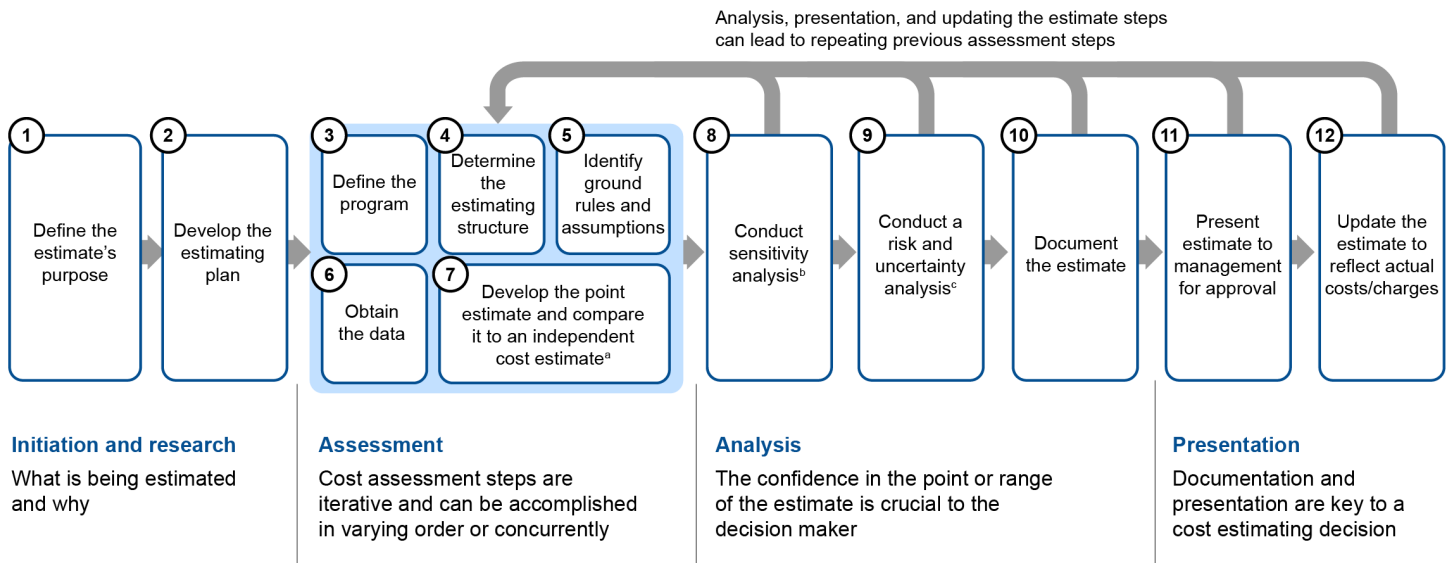 Analysis, presentation, and updating the estimate steps
can lead to repeating previous assessment steps
1
Define the
estimate’s
purpose
2
Develop the
estimating
plan
3
Define the
program
4
Determine
the
estimating
structure
5
Identify
ground
rules and
assumptions
6
Obtain
the data
7
Develop the point
estimate and compare
it to an independent
cost estimateᵃ
8
Conduct
sensitivity
analysisᵇ
9
Conduct a
risk and
uncertainty
analysisᶜ
10
Document
the estimate
11
Present
estimate to
management
for approval
12
Update the
estimate to
reflect actual
costs/charges
Initiation and research
What is being estimated
and why
Assessment
Cost assessment steps are
iterative and can be accomplished
in varying order or concurrently
Analysis
The confidence in the point or range
of the estimate is crucial to the
decision maker
Presentation
Documentation and
presentation are key to a
cost estimating decision